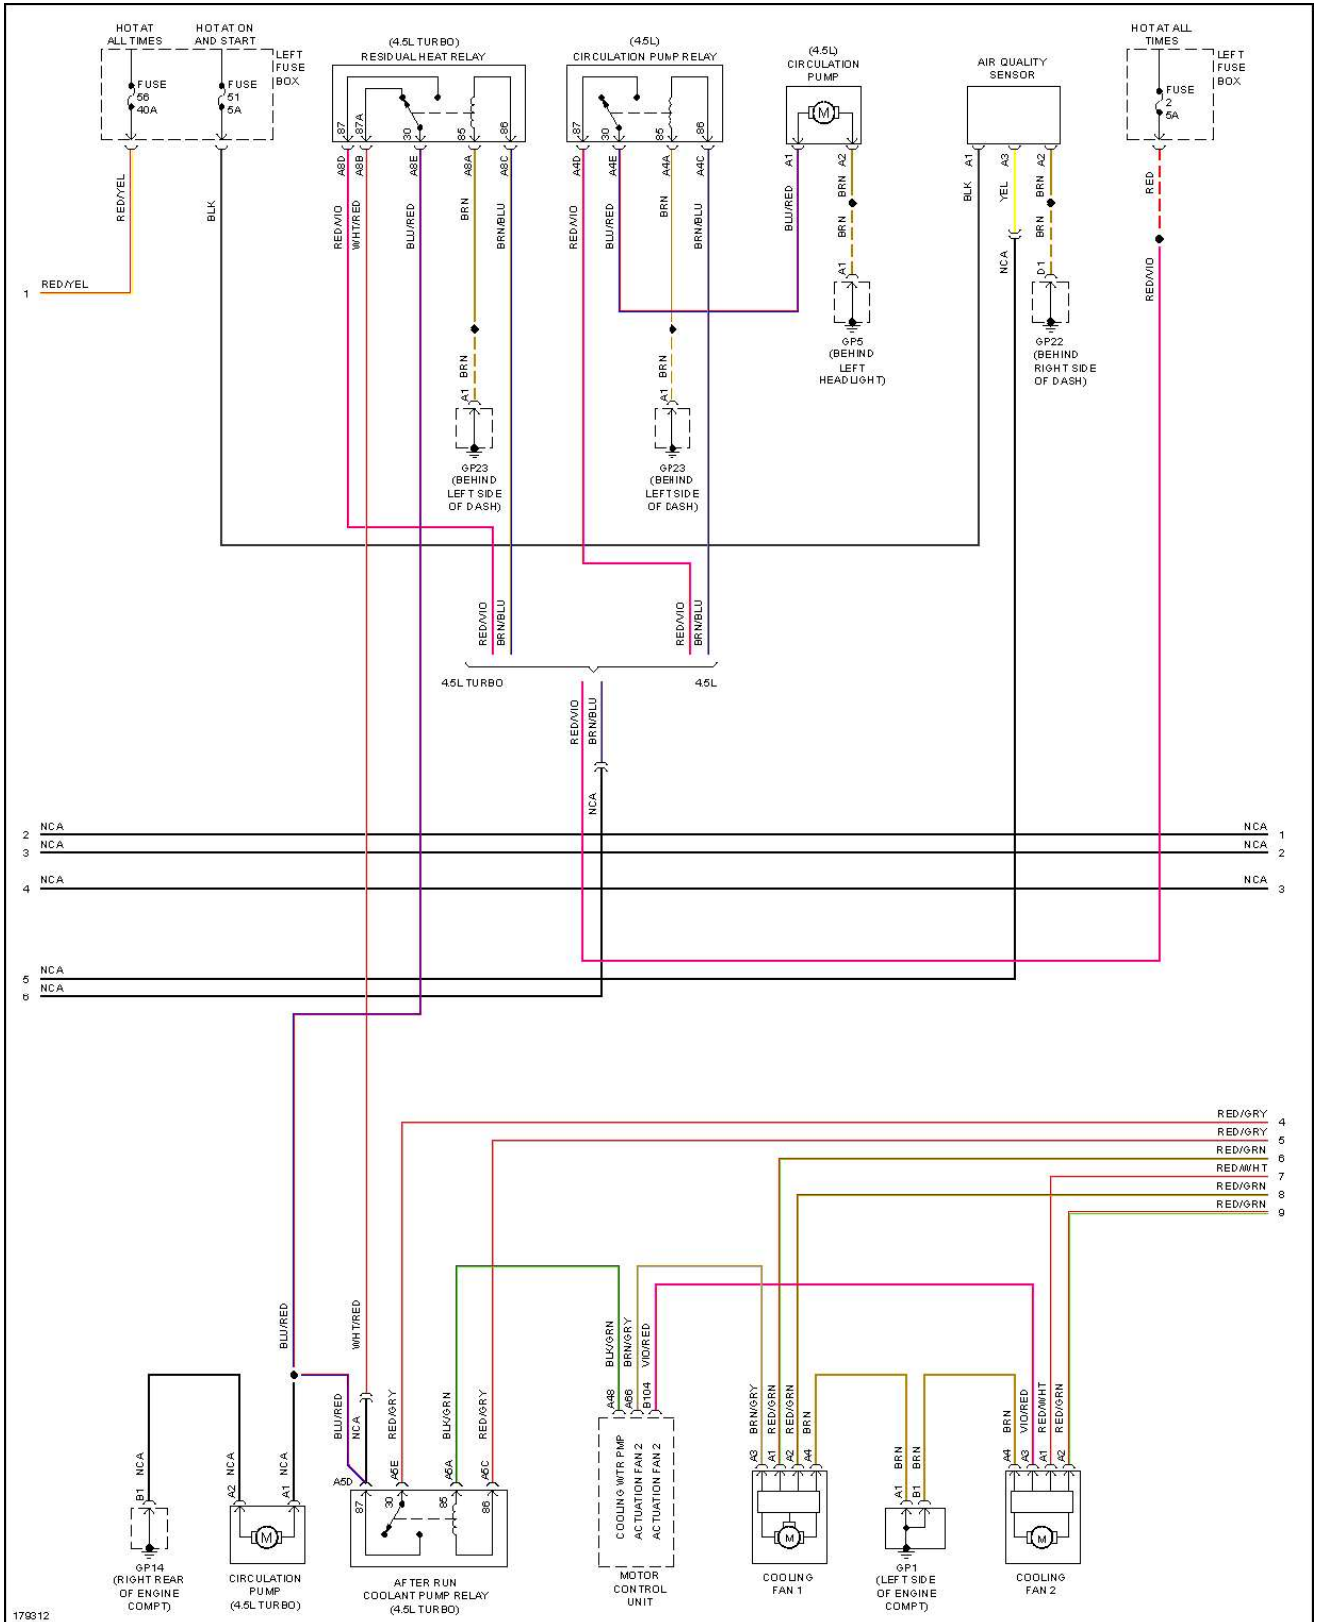 HOT AT
ALL TIMES
HOT AT ON
AND START
LEFT
FUSE
BOX
FUSE
56
40A
FUSE
51
5A
(4.5L TURBO)
RESIDUAL HEAT RELAY
(4.5L)
CIRCULATION PUMP RELAY
(4.5L)
CIRCULATION
PUMP
AIR QUALITY
SENSOR
HOT AT ALL
TIMES
LEFT
FUSE
BOX
FUSE
2
5A
M
87
87A
30
85
86
87
30
85
86
A8D
A8B
A8E
A8A
A8C
A4D
A4E
A4A
A4C
A1
A2
A1
A3
A2
RED/YEL
BLK
RED/VIO
WHT/RED
BLU/RED
BRN
BRN/BLU
RED/VIO
BLU/RED
BRN
BRN/BLU
BLU/RED
BRN
BRN
BLK
YEL
BRN
BRN
RED
NCA
RED/VIO
A1
D1
1 RED/YEL
GP5
(BEHIND
LEFT
HEADLIGHT)
GP22
(BEHIND
RIGHT SIDE
OF DASH)
BRN
A1
BRN
A1
GP23
(BEHIND
LEFT SIDE
OF DASH)
GP23
(BEHIND
LEFT SIDE
OF DASH)
RED/VIO
BRN/BLU
RED/VIO
BRN/BLU
4.5L TURBO
4.5L
RED/VIO
BRN/BLU
NCA
2 NCA
NCA 1
3 NCA
NCA 2
4 NCA
NCA 3
5 NCA
6 NCA
RED/GRY 4
RED/GRY 5
RED/GRN 6
RED/WHT 7
RED/GRN 8
RED/GRN 9
BLU/RED
WHT/RED
BLU/RED
NCA
RED/GRY
BLK/GRN
RED/GRY
BLK/GRN
BRN/GRY
VIO/RED
A48
A66
B104
BRN/GRY
RED/GRN
RED/GRN
BRN
BRN
BRN
BRN
VIO/RED
RED/WHT
RED/GRN
NCA
NCA
NCA
B1
A2
A1
A5D
A5E
A5A
A5C
A3
A1
A2
A4
A1
B1
A4
A3
A1
A2
87
30
85
86
COOLING WTR PMP
ACTUATION FAN 2
ACTUATION FAN 2
M
M
M
GP14
(RIGHT REAR
OF ENGINE
COMPT)
CIRCULATION
PUMP
(4.5L TURBO)
AFTER RUN
COOLANT PUMP RELAY
(4.5L TURBO)
MOTOR
CONTROL
UNIT
COOLING
FAN 1
GP1
(LEFT SIDE
OF ENGINE
COMPT)
COOLING
FAN 2
179312